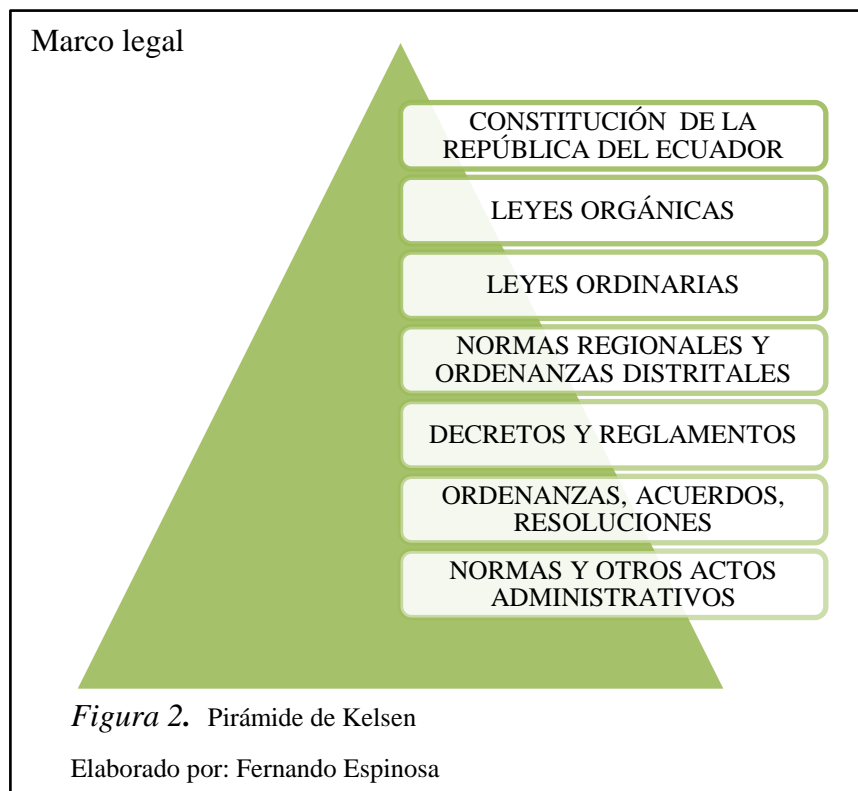 Marco legal
CONSTITUCIÓN DE LA
REPÚBLICA DEL ECUADOR
LEYES ORGÁNICAS
LEYES ORDINARIAS
NORMAS REGIONALES Y
ORDENANZAS DISTRITALES
DECRETOS Y REGLAMENTOS
ORDENANZAS, ACUERDOS,
RESOLUCIONES
NORMAS Y OTROS ACTOS
ADMINISTRATIVOS
Figura 2. Pirámide de Kelsen
Elaborado por: Fernando Espinosa